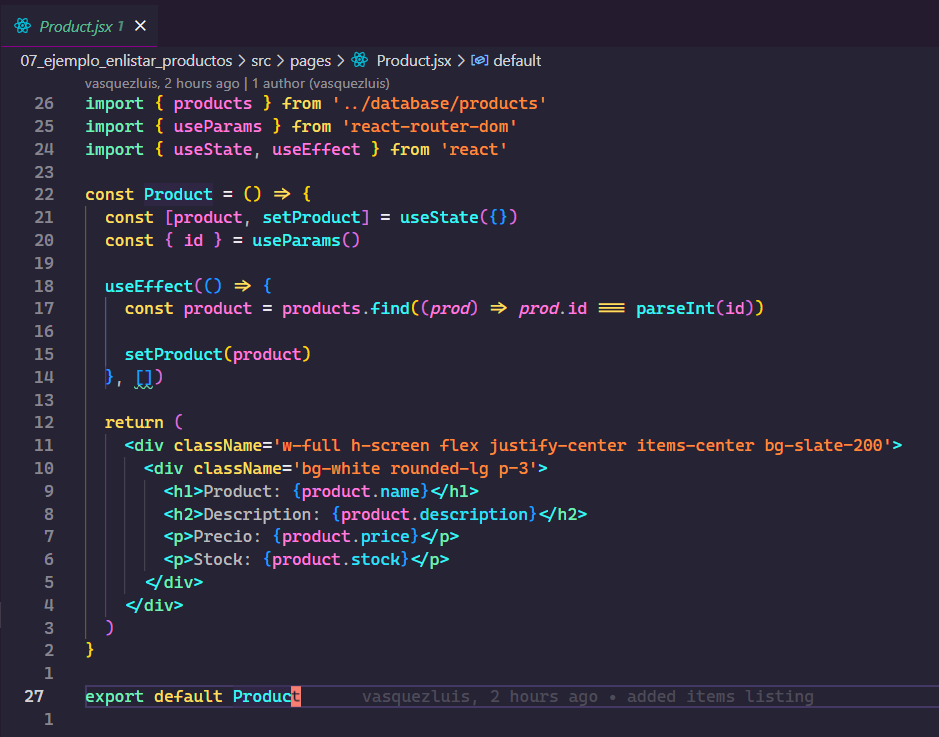 Product.jsx 1 ×
07_ejemplo_enlistar_productos > src > pages > Product.jsx > default
vasquezluis, 2 hours ago | 1 author (vasquezluis)
26 import { products } from '../database/products'
25 import { useParams } from 'react-router-dom'
24 import { useState, useEffect } from 'react'
23
22 const Product = () => {
21   const [product, setProduct] = useState({})
20   const { id } = useParams()
19
18   useEffect(() => {
17     const product = products.find((prod) => prod.id === parseInt(id))
16
15     setProduct(product)
14   }, [])
13
12   return (
11     <div className='w-full h-screen flex justify-center items-center bg-slate-200'>
10       <div className='bg-white rounded-lg p-3'>
9         <h1>Product: {product.name}</h1>
8         <h2>Description: {product.description}</h2>
7         <p>Precio: {product.price}</p>
6         <p>Stock: {product.stock}</p>
5       </div>
4     </div>
3   )
2 }
1
27 export default Product vasquezluis, 2 hours ago • added items listing
1